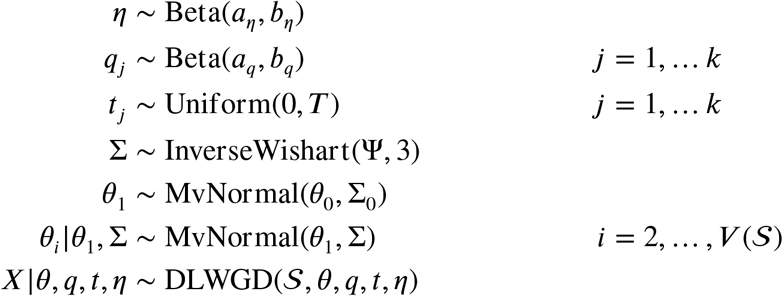 η ∼ Beta(a_η, b_η)
q_j ∼ Beta(a_q, b_q) j = 1, … k
t_j ∼ Uniform(0, T) j = 1, … k
Σ ∼ InverseWishart(Ψ, 3)
θ_1 ∼ MvNormal(θ_0, Σ_0)
θ_i|θ_1, Σ ∼ MvNormal(θ_1, Σ) i = 2, … , V(𝒮)
X|θ, q, t, η ∼ DLWGD(𝒮, θ, q, t, η)